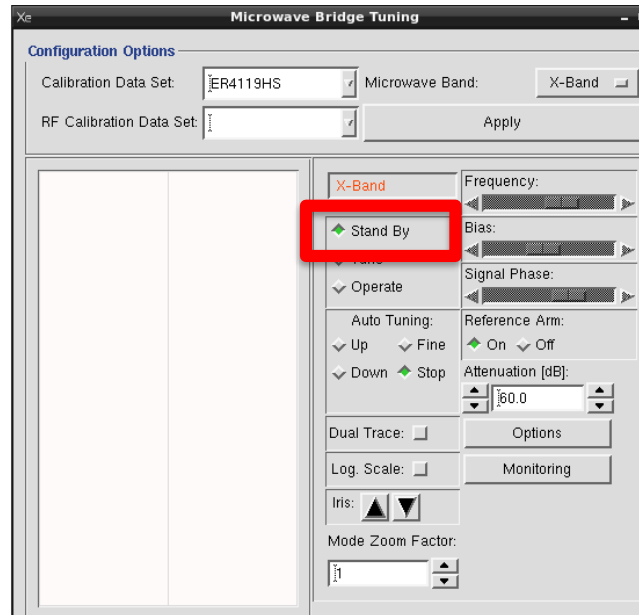 Xe Microwave Bridge Tuning
Configuration Options
Calibration Data Set: ER4119HS Microwave Band: X-Band
RF Calibration Data Set: Apply
X-Band
Stand By
Tune
Operate
Auto Tuning:
Up Fine
Down Stop
Dual Trace:
Log. Scale:
Iris:
Mode Zoom Factor:
1
Frequency:
Bias:
Signal Phase:
Reference Arm:
On Off
Attenuation [dB]:
60.0
Options
Monitoring